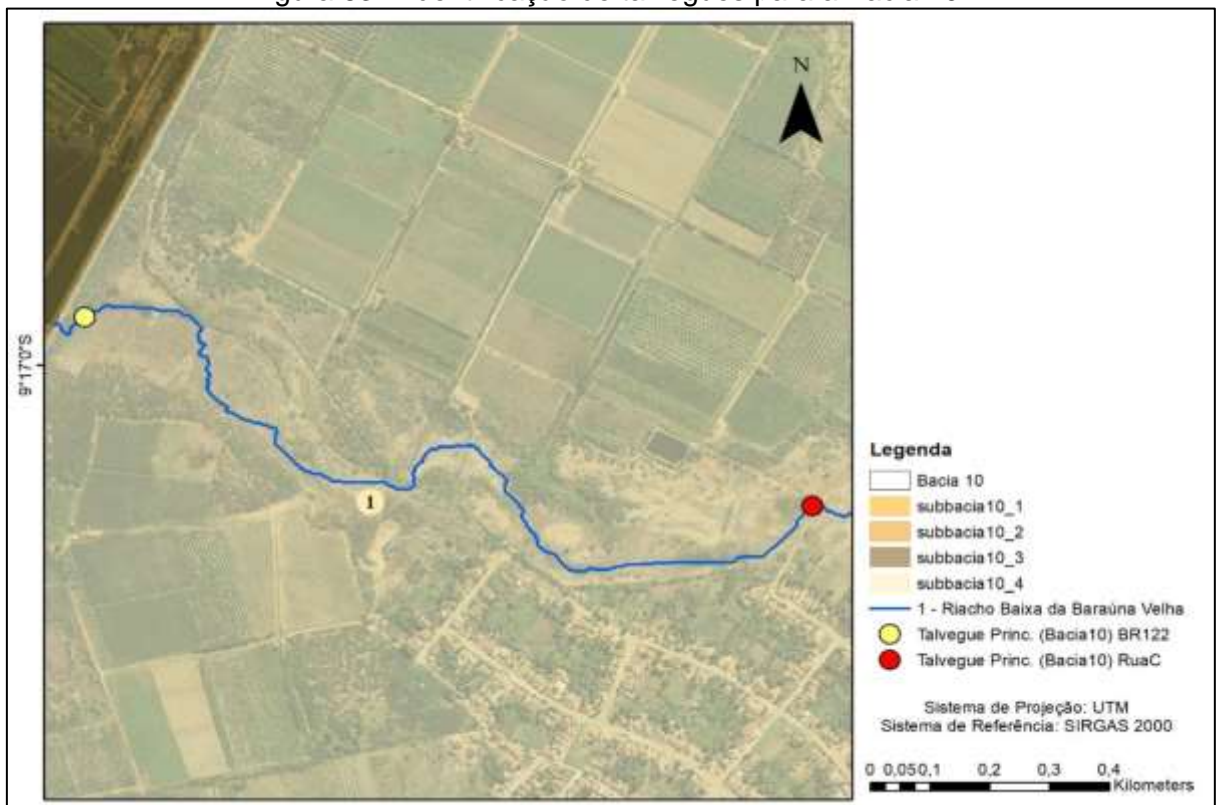 N
9°17'0"S
1
Legenda
Bacia 10
subbacia10_1
subbacia10_2
subbacia10_3
subbacia10_4
1 - Riacho Baixa da Baraúna Velha
Talvegue Princ. (Bacia10) BR122
Talvegue Princ. (Bacia10) RuaC
Sistema de Projeção: UTM
Sistema de Referência: SIRGAS 2000
0 0,05 0,1 0,2 0,3 0,4
Kilometers